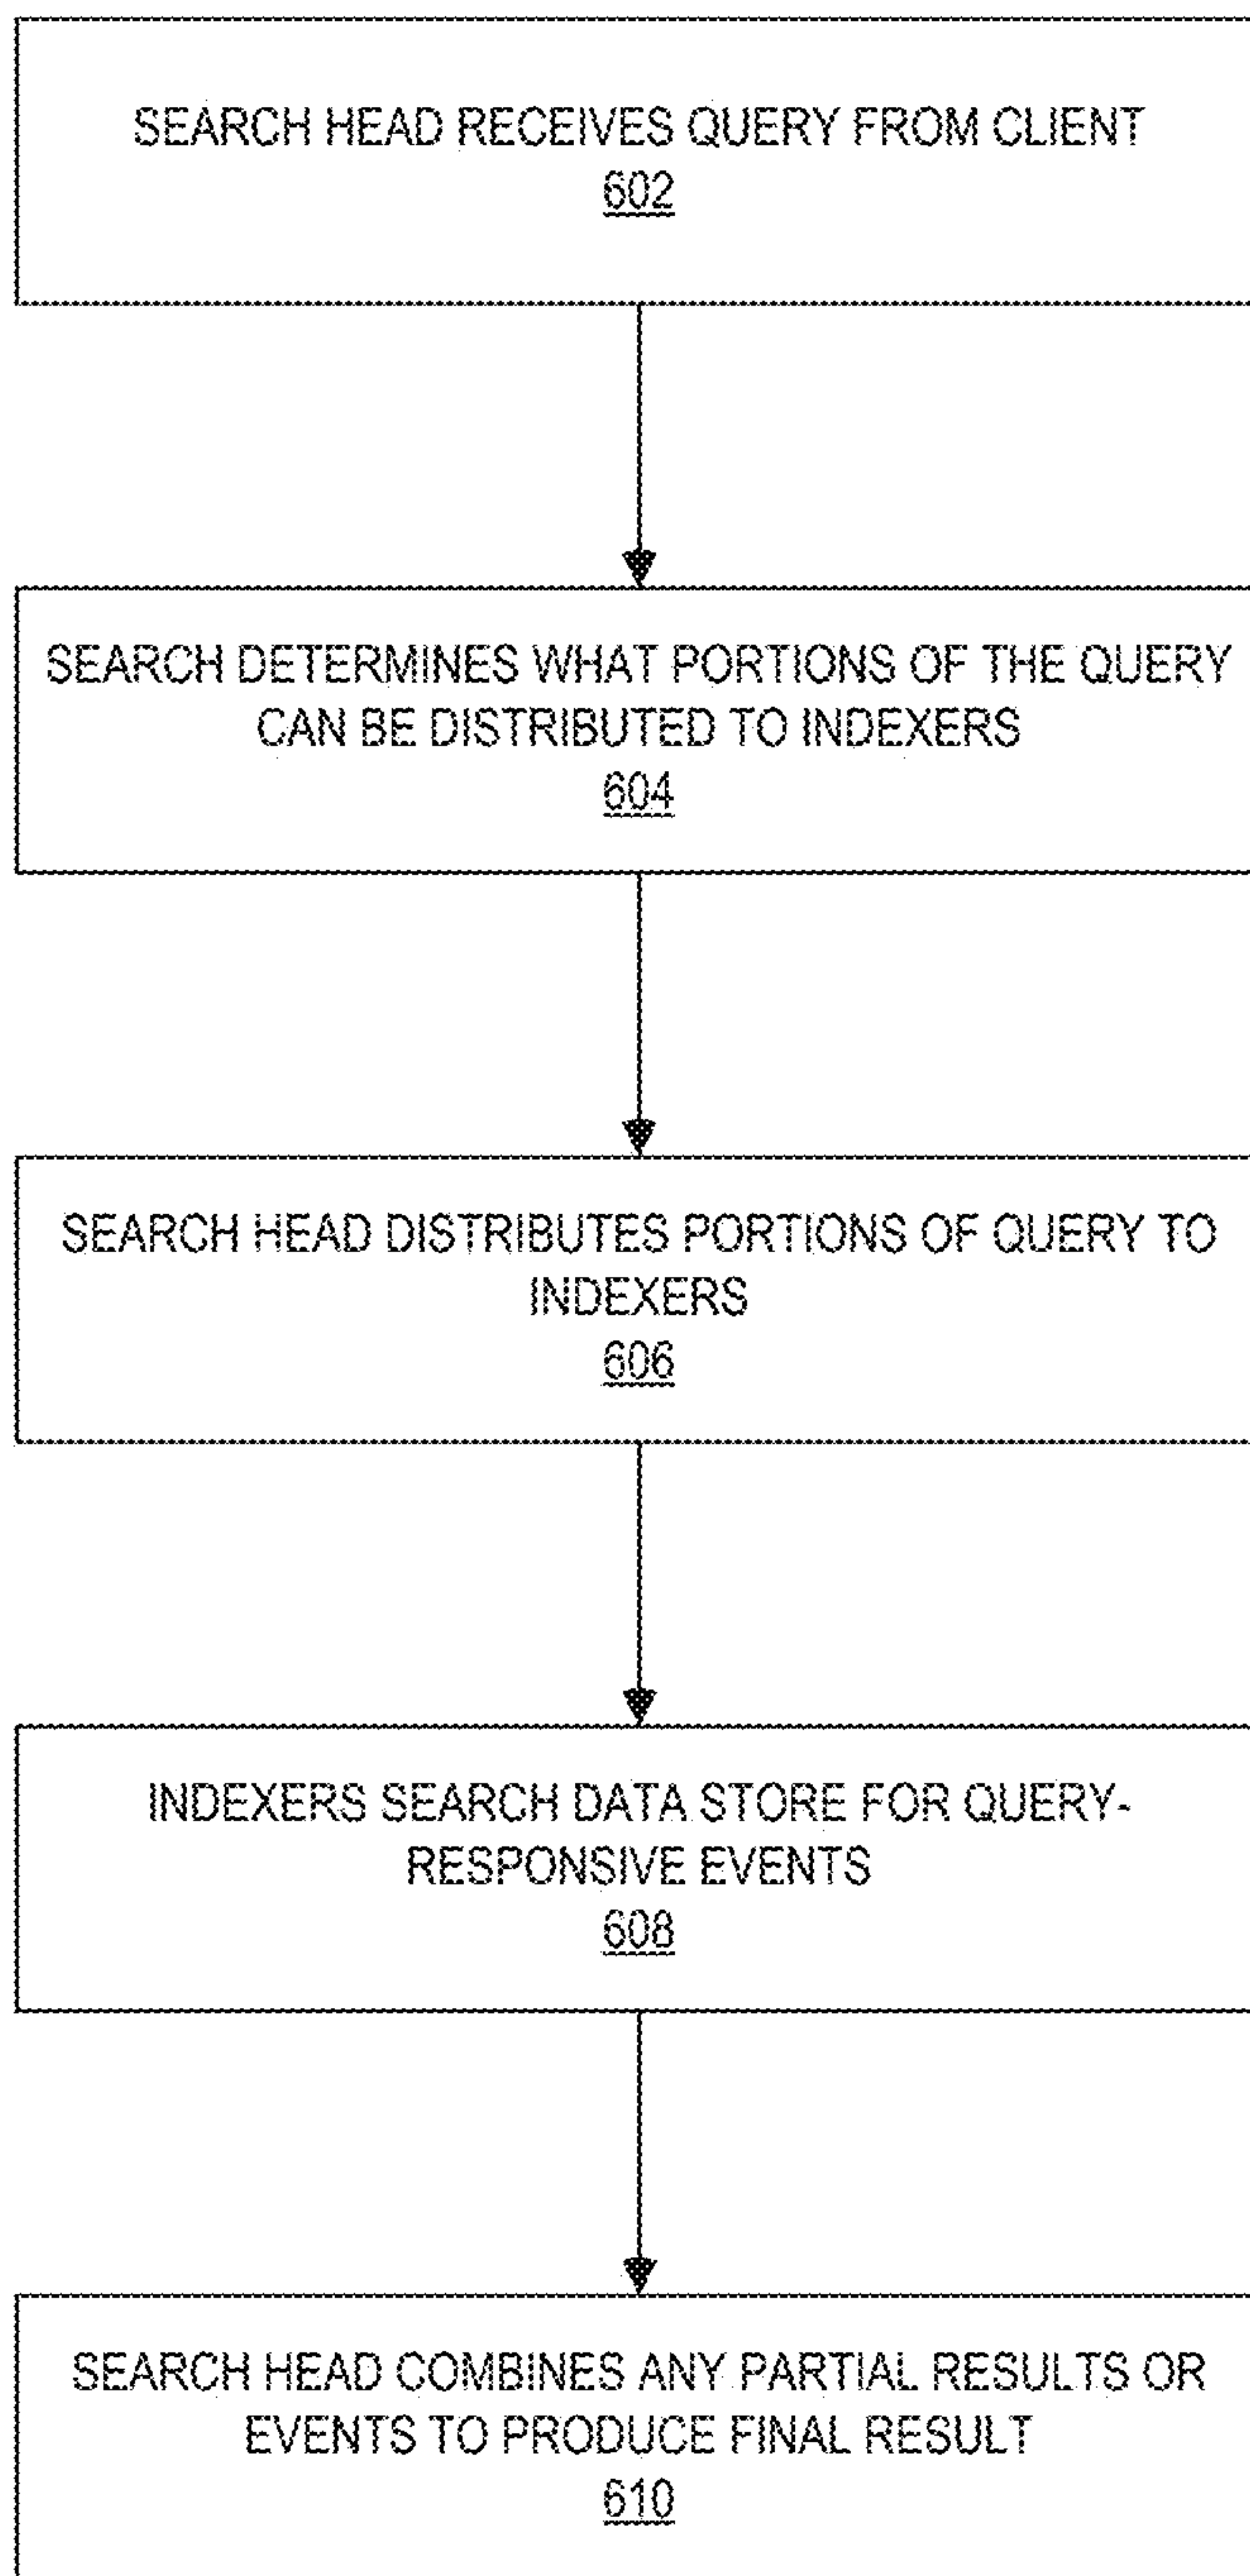 SEARCH HEAD RECEIVES QUERY FROM CLIENT
602
SEARCH DETERMINES WHAT PORTIONS OF THE QUERY
CAN BE DISTRIBUTED TO INDEXERS
604
SEARCH HEAD DISTRIBUTES PORTIONS OF QUERY TO
INDEXERS
606
INDEXERS SEARCH DATA STORE FOR QUERY-
RESPONSIVE EVENTS
608
SEARCH HEAD COMBINES ANY PARTIAL RESULTS OR
EVENTS TO PRODUCE FINAL RESULT
610